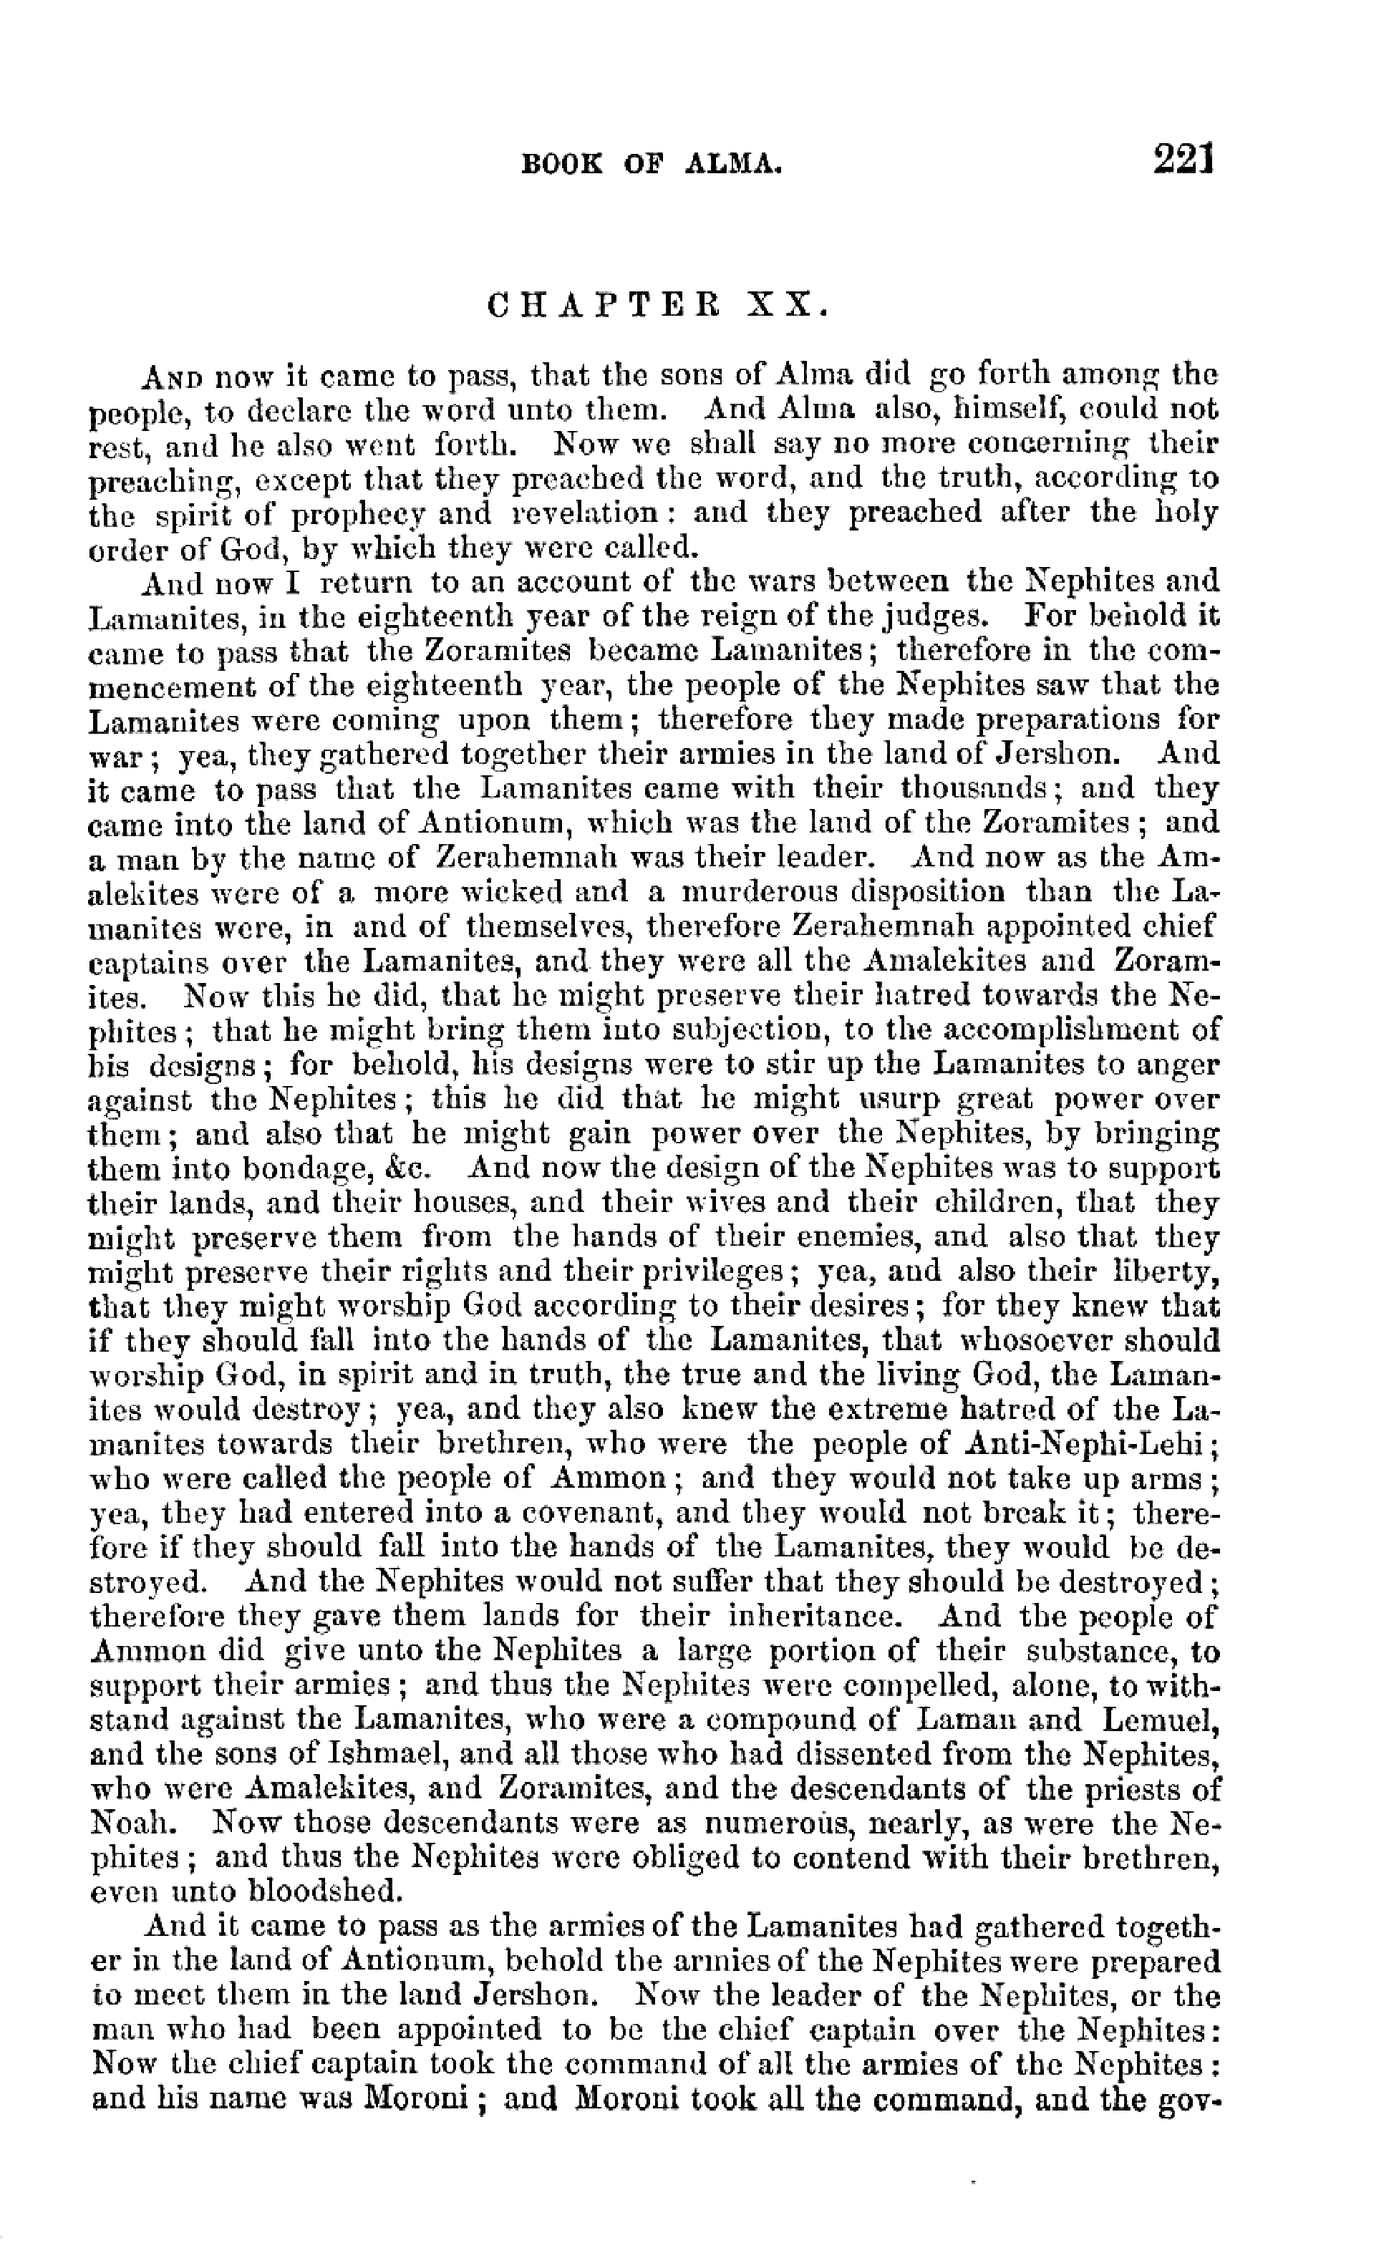 BOOK OF ALMA. 221
CHAPTER XX.
AND now it came to pass, that the sons of Alma did go forth among the
people, to declare the word unto them. And Alma also, himself, could not
rest, and he also went forth. Now we shall say no more concerning their
preaching, except that they preached the word, and the truth, according to
the spirit of prophecy and revelation: and they preached after the holy
order of God, by which they were called.
And now I return to an account of the wars between the Nephites and
Lamanites, in the eighteenth year of the reign of the judges. For behold it
came to pass that the Zoramites became Lamanites; therefore in the com-
mencement of the eighteenth year, the people of the Nephites saw that the
Lamanites were coming upon them; therefore they made preparations for
war; yea, they gathered together their armies in the land of Jershon. And
it came to pass that the Lamanites came with their thousands; and they
came into the land of Antionum, which was the land of the Zoramites; and
a man by the name of Zerahemnah was their leader. And now as the Am-
alekites were of a more wicked and a murderous disposition than the La-
manites were, in and of themselves, therefore Zerahemnah appointed chief
captains over the Lamanites, and they were all the Amalekites and Zoram-
ites. Now this he did, that he might preserve their hatred towards the Ne-
phites; that he might bring them into subjection, to the accomplishment of
his designs; for behold, his designs were to stir up the Lamanites to anger
against the Nephites; this he did that he might usurp great power over
them; and also that he might gain power over the Nephites, by bringing
them into bondage, &c. And now the design of the Nephites was to support
their lands, and their houses, and their wives and their children, that they
might preserve them from the hands of their enemies, and also that they
might preserve their rights and their privileges; yea, and also their liberty,
that they might worship God according to their desires; for they knew that
if they should fall into the hands of the Lamanites, that whosoever should
worship God, in spirit and in truth, the true and the living God, the Laman-
ites would destroy; yea, and they also knew the extreme hatred of the La-
manites towards their brethren, who were the people of Anti-Nephi-Lehi;
who were called the people of Ammon; and they would not take up arms;
yea, they had entered into a covenant, and they would not break it; there-
fore if they should fall into the hands of the Lamanites, they would be de-
stroyed. And the Nephites would not suffer that they should be destroyed;
therefore they gave them lands for their inheritance. And the people of
Ammon did give unto the Nephites a large portion of their substance, to
support their armies; and thus the Nephites were compelled, alone, to with-
stand against the Lamanites, who were a compound of Laman and Lemuel,
and the sons of Ishmael, and all those who had dissented from the Nephites,
who were Amalekites, and Zoramites, and the descendants of the priests of
Noah. Now those descendants were as numerous, nearly, as were the Ne-
phites; and thus the Nephites were obliged to contend with their brethren,
even unto bloodshed.
And it came to pass as the armies of the Lamanites had gathered togeth-
er in the land of Antionum, behold the armies of the Nephites were prepared
to meet them in the land Jershon. Now the leader of the Nephites, or the
man who had been appointed to be the chief captain over the Nephites:
Now the chief captain took the command of all the armies of the Nephites:
and his name was Moroni; and Moroni took all the command, and the gov-